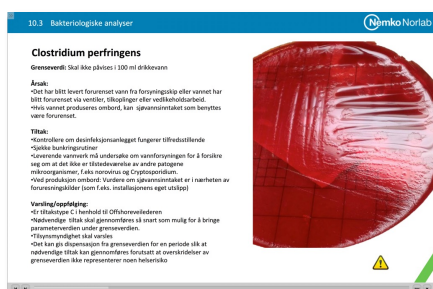 10.3 Bakteriologiske analyser
Nemko Norlab
Clostridium perfringens
Grenseverdi: Skal ikke påvises i 100 ml drikkevann
Årsak:
•Det har blitt levert forurenset vann fra forsyningsskip eller vannet har
blitt forurenset via ventiler, tilkoplinger eller vedlikeholdsarbeid.
•Hvis vannet produseres ombord, kan sjøvannsinntaket som benyttes
være forurenset.
Tiltak:
•Kontrollere om desinfeksjonsanlegget fungerer tilfredsstillende
•Sjekke bunkringsrutiner
•Leverende vannverk må undersøke om vannforsyningen for å forsikre
seg om at det ikke er tilstedeværelse av andre patogene
mikroorganismer, f.eks norovirus og Cryptosporidium.
•Ved produksjon ombord: Vurdere om sjøvannsinntaket er i nærheten av
forurensningskilder (som f.eks. installasjonens eget utslipp)
Varsling/oppfølging:
•Er tiltakstype C i henhold til Offshoreveilederen
•Nødvendige tiltak skal gjennomføres så snart som mulig for å bringe
parameterverdien under grenseverdien.
•Tilsynsmyndighet skal varsles
•Det kan gis dispensasjon fra grenseverdien for en periode slik at
nødvendige tiltak kan gjennomføres forutsatt at overskridelser av
grenseverdien ikke representerer noen helserisiko